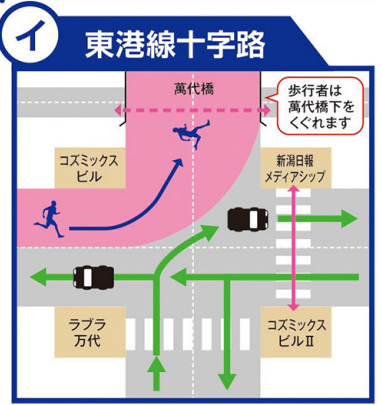 イ
東港線十字路
萬代橋
歩行者は
萬代橋下を
くぐれます
コズミックス
ビル
新潟日報
メディアシップ
ラブラ
万代
コズミックス
ビルⅡ